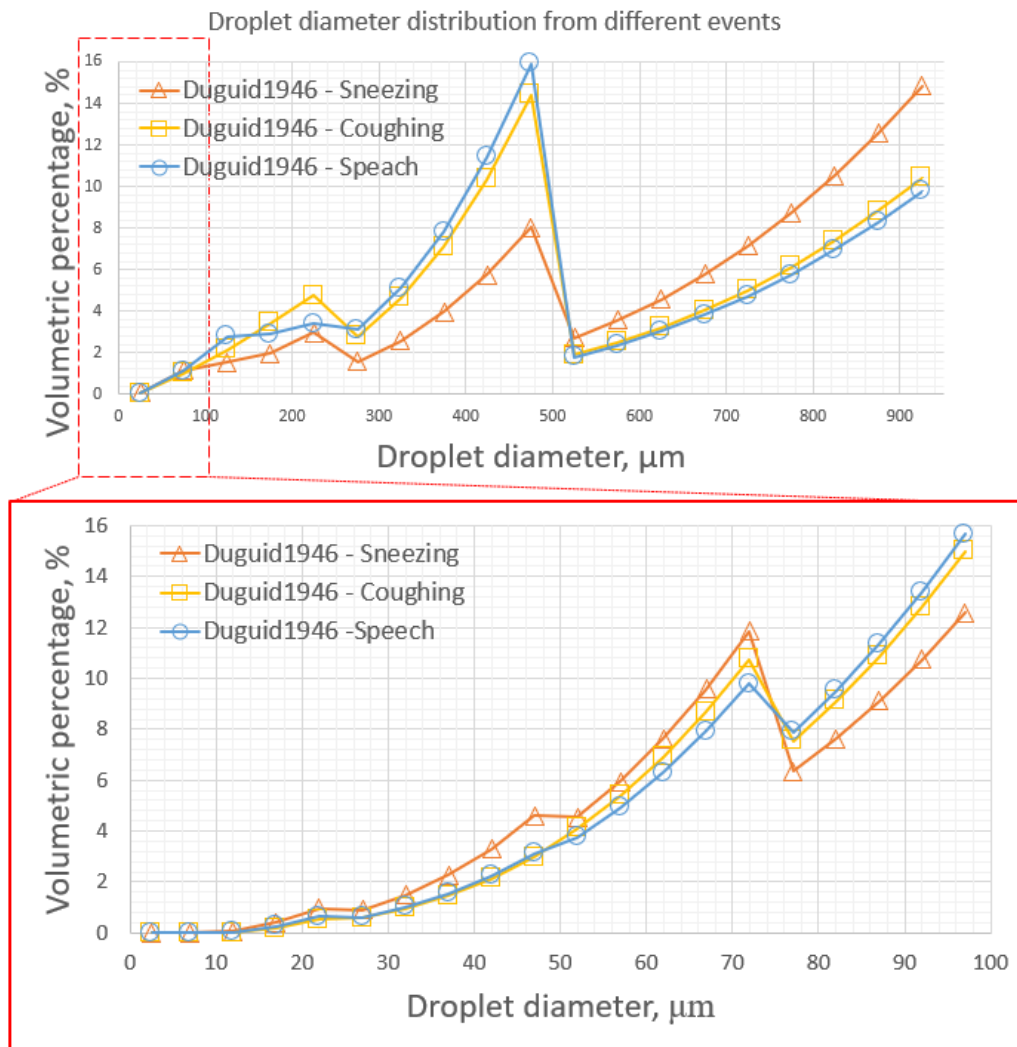 Droplet diameter distribution from different events
Volumetric percentage, %
16
14
12
10
8
6
4
2
0
Duguid1946 - Sneezing
Duguid1946 - Coughing
Duguid1946 - Speach
0 100 200 300 400 500 600 700 800 900
Droplet diameter, μm
Volumetric percentage, %
16
14
12
10
8
6
4
2
0
Duguid1946 - Sneezing
Duguid1946 - Coughing
Duguid1946 -Speech
0 10 20 30 40 50 60 70 80 90 100
Droplet diameter, μm